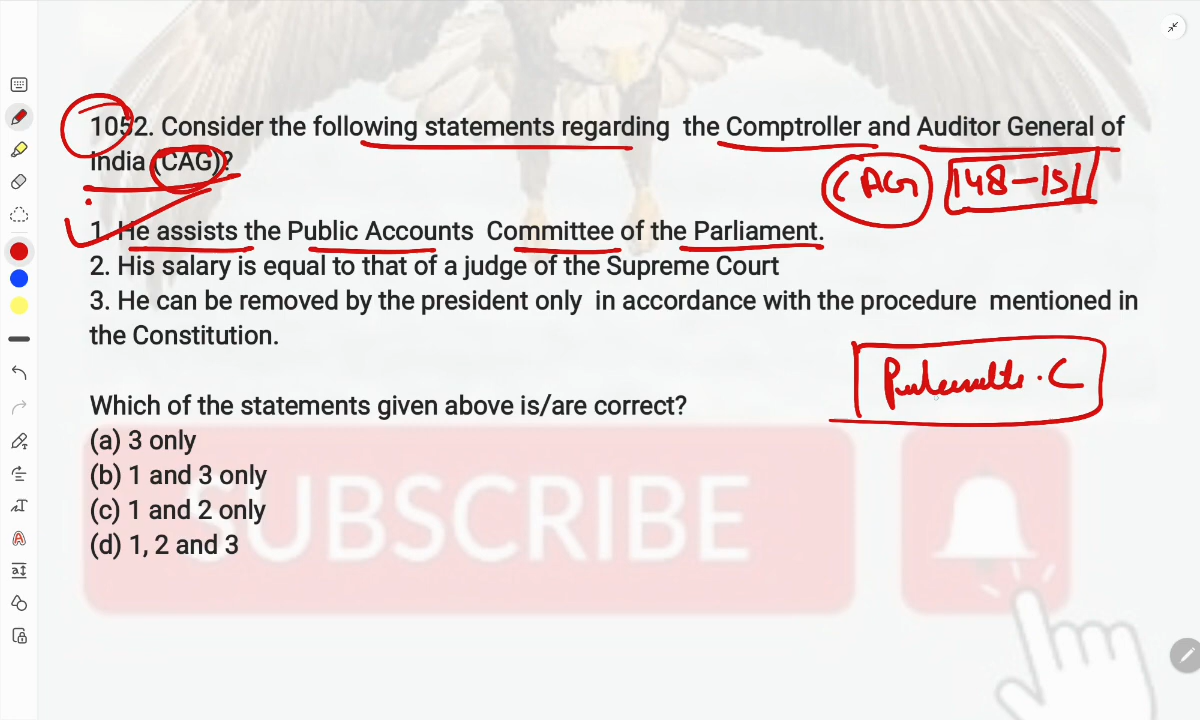 1052. Consider the following statements regarding the Comptroller and Auditor General of
India (CAG)?
CAG 148-151
1. He assists the Public Accounts Committee of the Parliament.
2. His salary is equal to that of a judge of the Supreme Court
3. He can be removed by the president only in accordance with the procedure mentioned in
the Constitution.
Which of the statements given above is/are correct?
(a) 3 only
(b) 1 and 3 only
(c) 1 and 2 only
(d) 1, 2 and 3
SUBSCRIBE